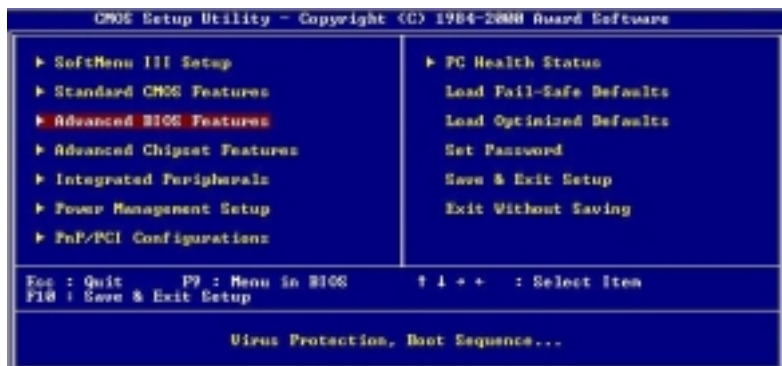 CMOS Setup Utility - Copyright (C) 1984-2000 Award Software
▶ SoftMenu III Setup
▶ Standard CMOS Features
▶ Advanced BIOS Features
▶ Advanced Chipset Features
▶ Integrated Peripherals
▶ Power Management Setup
▶ PnP/PCI Configurations
▶ PC Health Status
Load Fail-Safe Defaults
Load Optimized Defaults
Set Password
Save & Exit Setup
Exit Without Saving
Esc : Quit F9 : Menu in BIOS ↑ ↓ → ← : Select Item
F10 : Save & Exit Setup
Virus Protection, Boot Sequence...